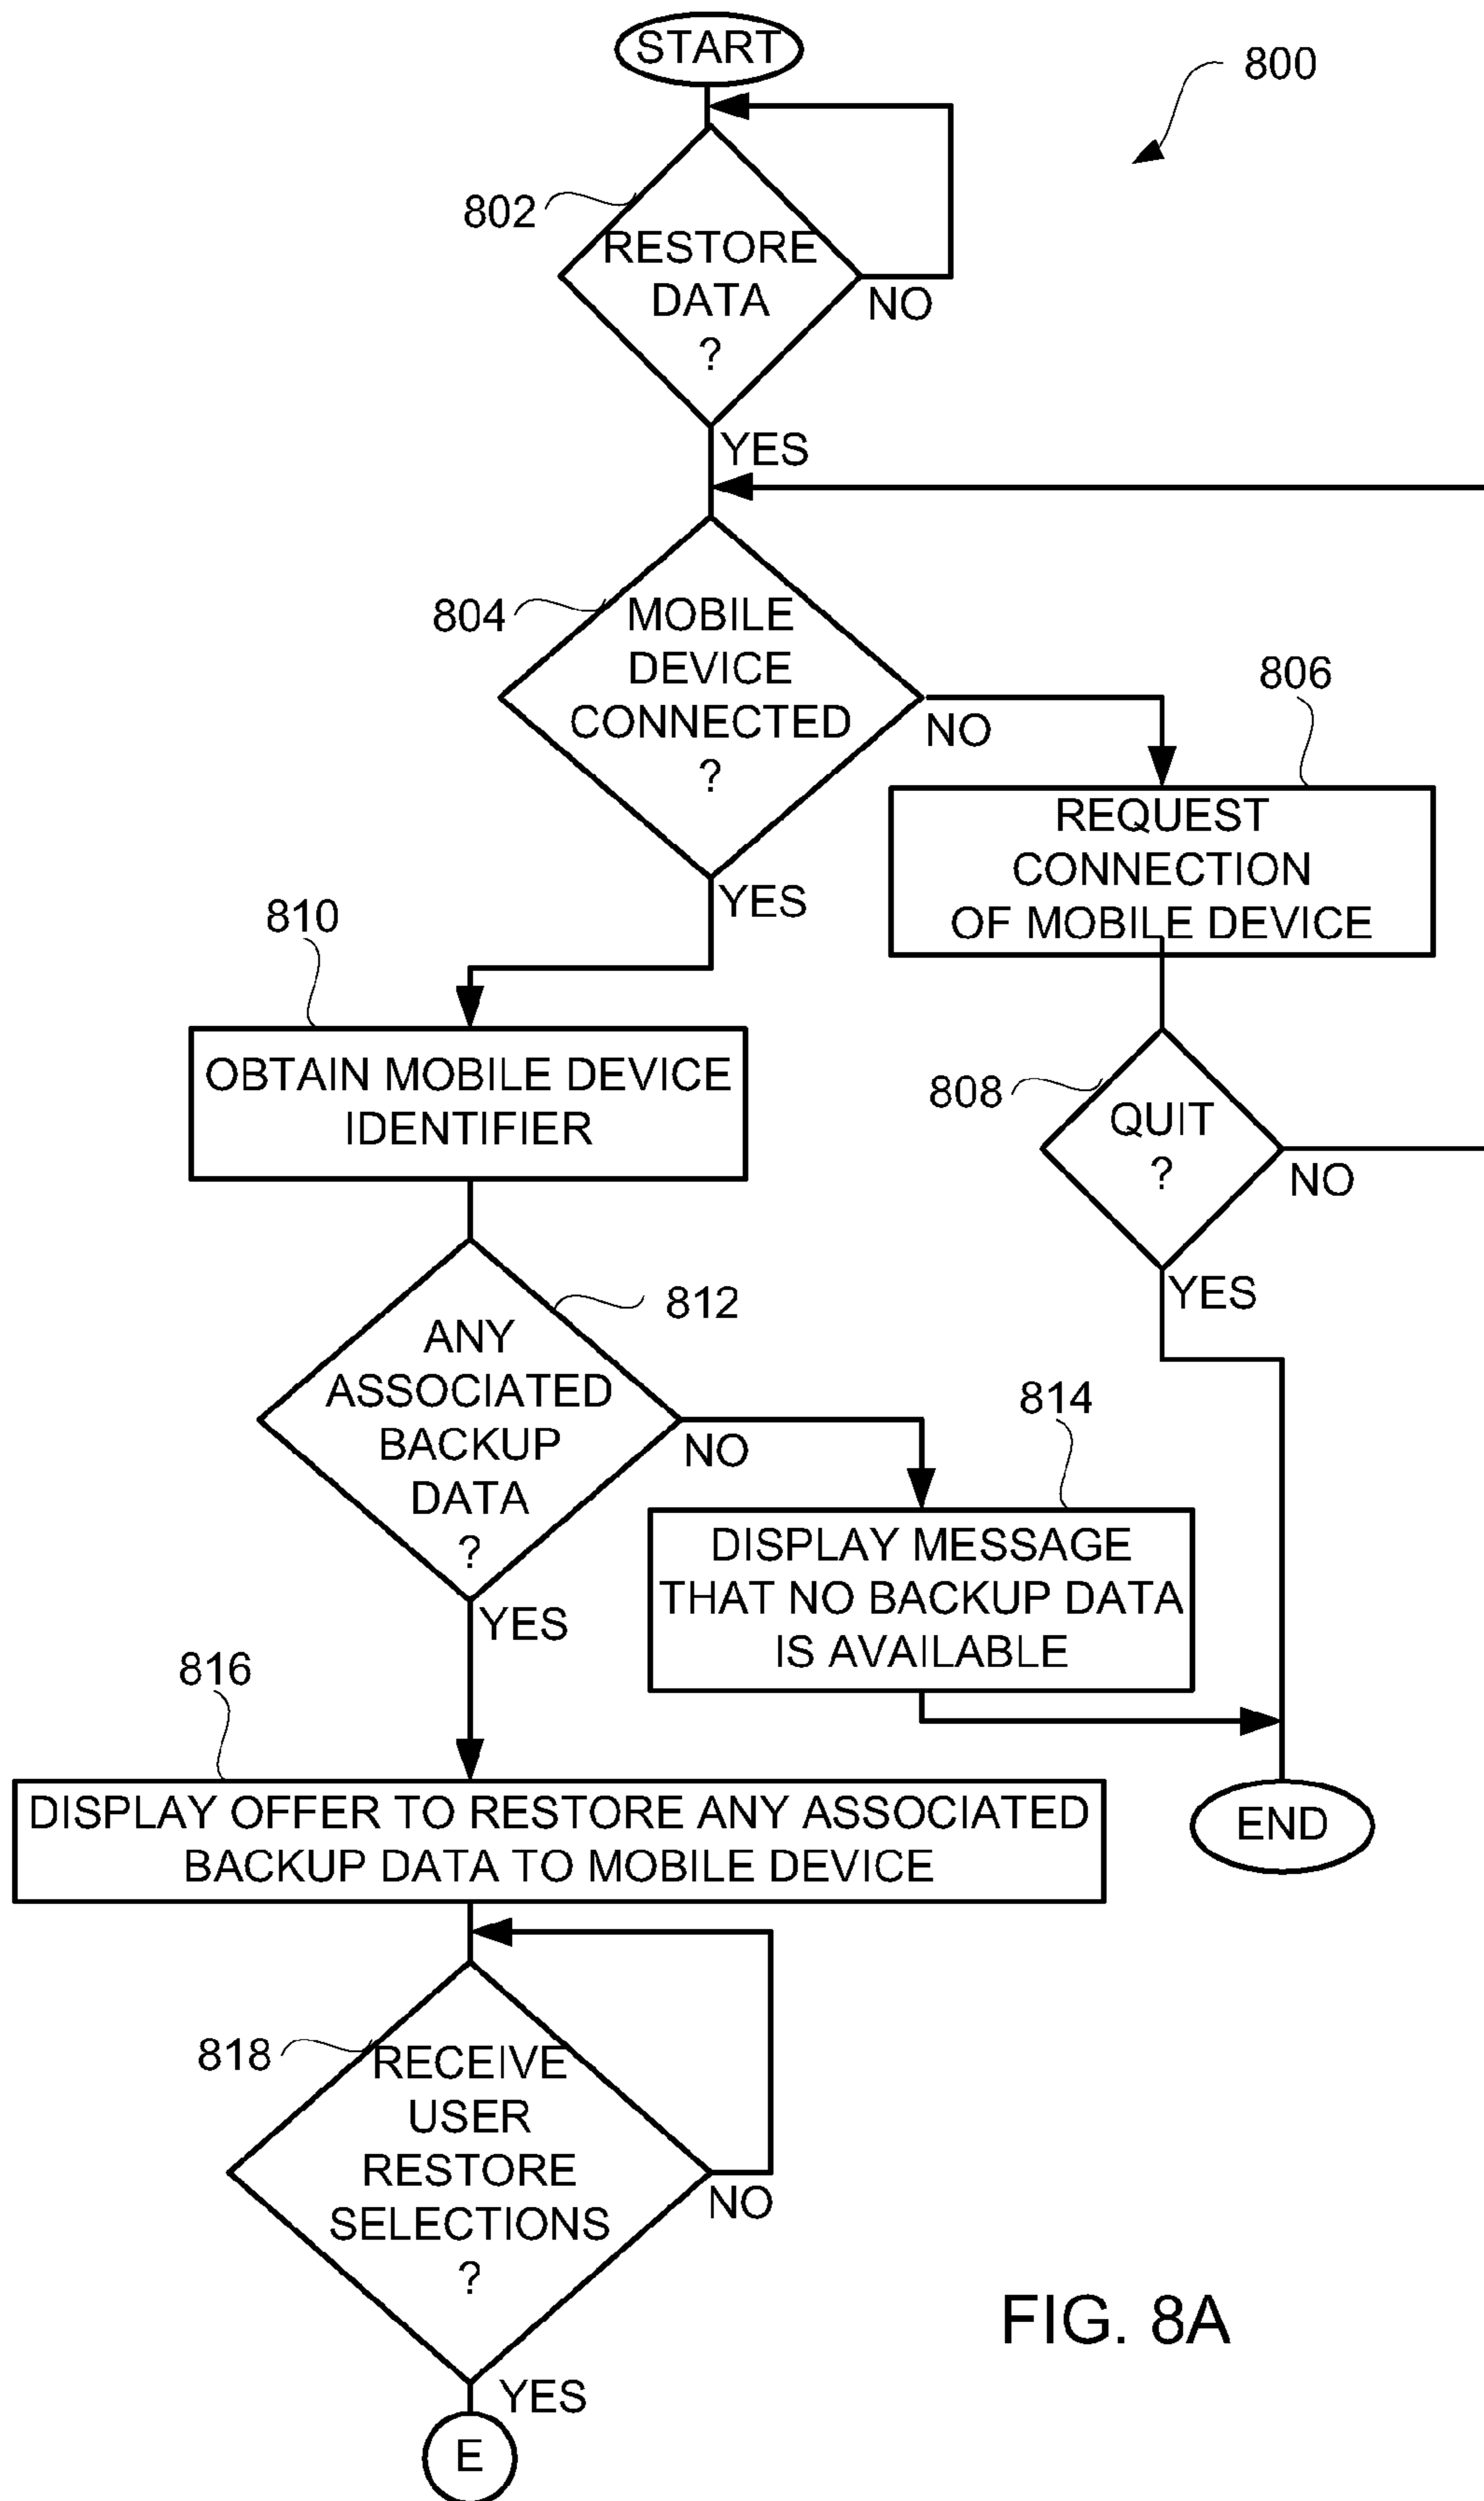 START
800
802
RESTORE
DATA
?
NO
YES
804
MOBILE
DEVICE
CONNECTED
?
NO
806
REQUEST
CONNECTION
OF MOBILE DEVICE
YES
810
OBTAIN MOBILE DEVICE
IDENTIFIER
808
QUIT
?
NO
YES
812
ANY
ASSOCIATED
BACKUP
DATA
?
NO
814
DISPLAY MESSAGE
THAT NO BACKUP DATA
IS AVAILABLE
YES
816
DISPLAY OFFER TO RESTORE ANY ASSOCIATED
BACKUP DATA TO MOBILE DEVICE
END
818
RECEIVE
USER
RESTORE
SELECTIONS
?
NO
YES
E
FIG. 8A